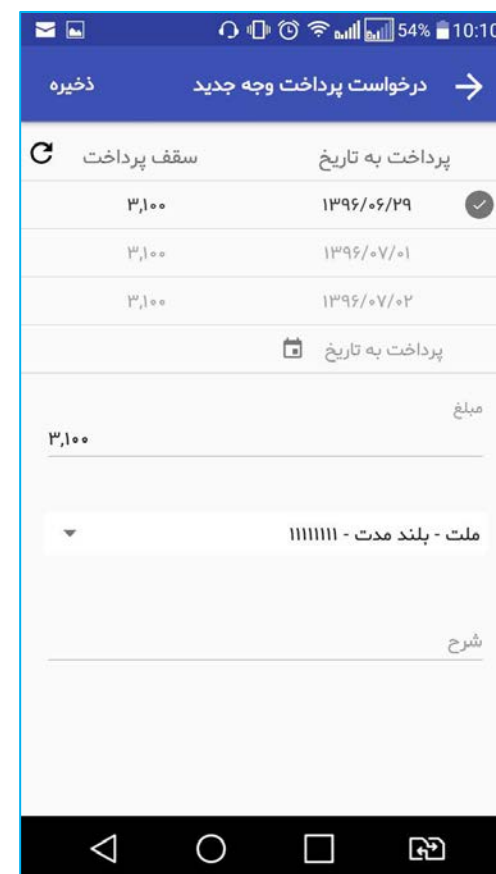 54% 10:10
درخواست پرداخت وجه جدید ذخیره
پرداخت به تاریخ سقف پرداخت
۱۳۹۶/۰۶/۲۹ ۳,۱۰۰
۱۳۹۶/۰۷/۰۱ ۳,۱۰۰
۱۳۹۶/۰۷/۰۲ ۳,۱۰۰
پرداخت به تاریخ
مبلغ
۳,۱۰۰
ملت - بلند مدت - ۱۱۱۱۱۱۱۱۱
شرح